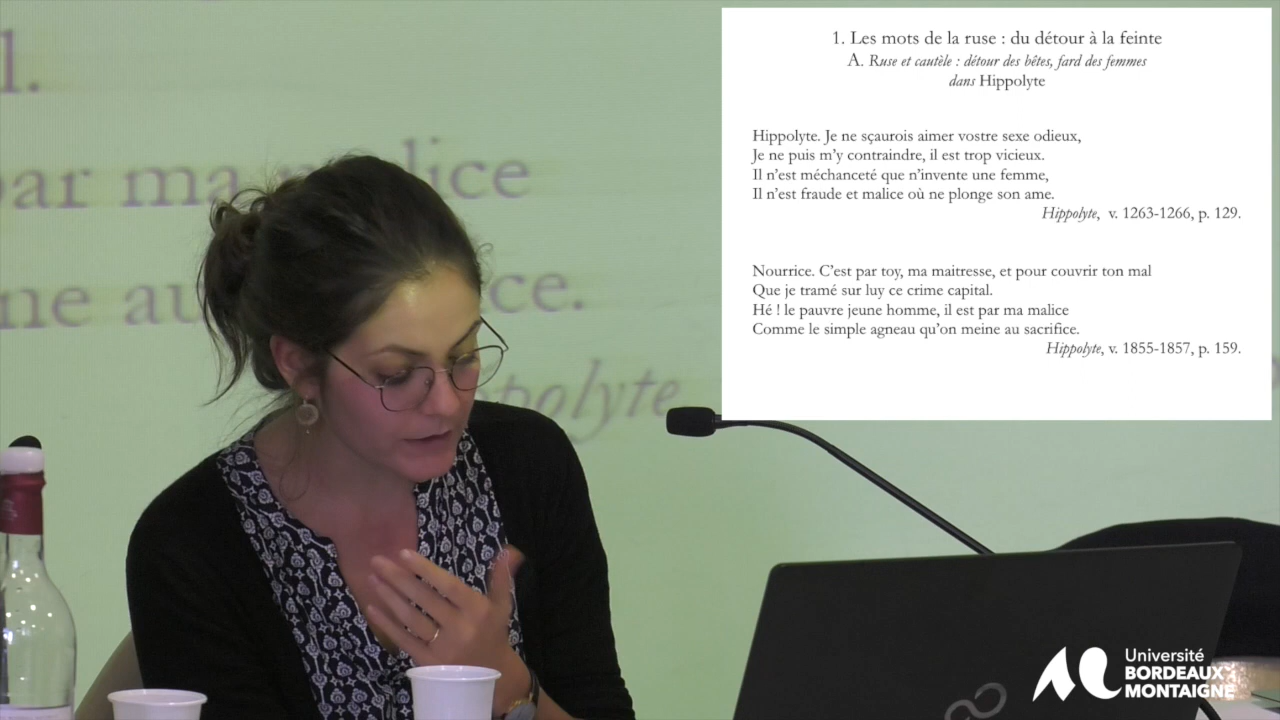 l.
par ma malice
ne au
ce.
ppolyte
1. Les mots de la ruse : du détour à la feinte
A. Ruse et cautèle : détour des bêtes, fard des femmes
dans Hippolyte
Hippolyte. Je ne sçaurois aimer vostre sexe odieux,
Je ne puis m’y contraindre, il est trop vicieux.
Il n’est méchanceté que n’invente une femme,
Il n’est fraude et malice où ne plonge son ame.
Hippolyte, v. 1263-1266, p. 129.
Nourrice. C’est par toy, ma maitresse, et pour couvrir ton mal
Que je tramé sur luy ce crime capital.
Hé ! le pauvre jeune homme, il est par ma malice
Comme le simple agneau qu’on meine au sacrifice.
Hippolyte, v. 1855-1857, p. 159.
Université
BORDEAUX
MONTAIGNE